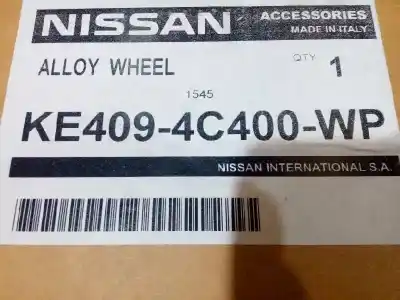 NISSAN ACCESSORIES
MADE IN ITALY
ALLOY WHEEL QTY 1
1545
KE409-4C400-WP
NISSAN INTERNATIONAL S.A.